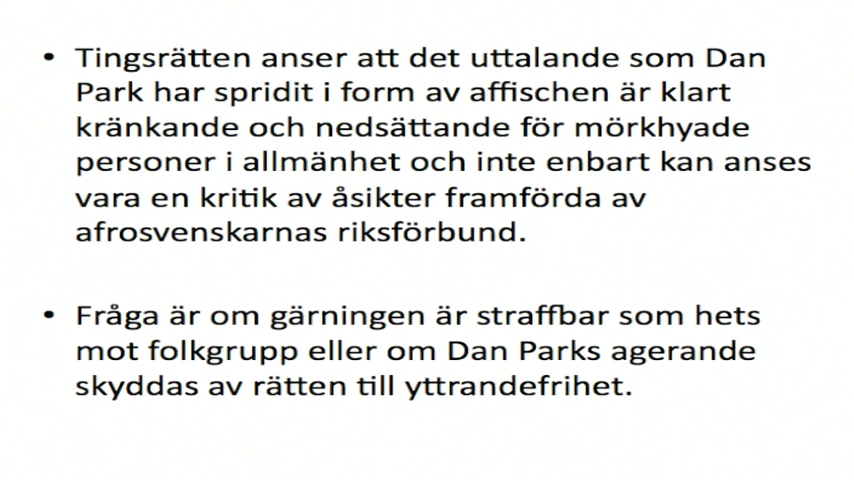 • Tingsrätten anser att det uttalande som Dan
Park har spridit i form av affischen är klart
kränkande och nedsättande för mörkhyade
personer i allmänhet och inte enbart kan anses
vara en kritik av åsikter framförda av
afrosvenskarnas riksförbund.
• Fråga är om gärningen är straffbar som hets
mot folkgrupp eller om Dan Parks agerande
skyddas av rätten till yttrandefrihet.